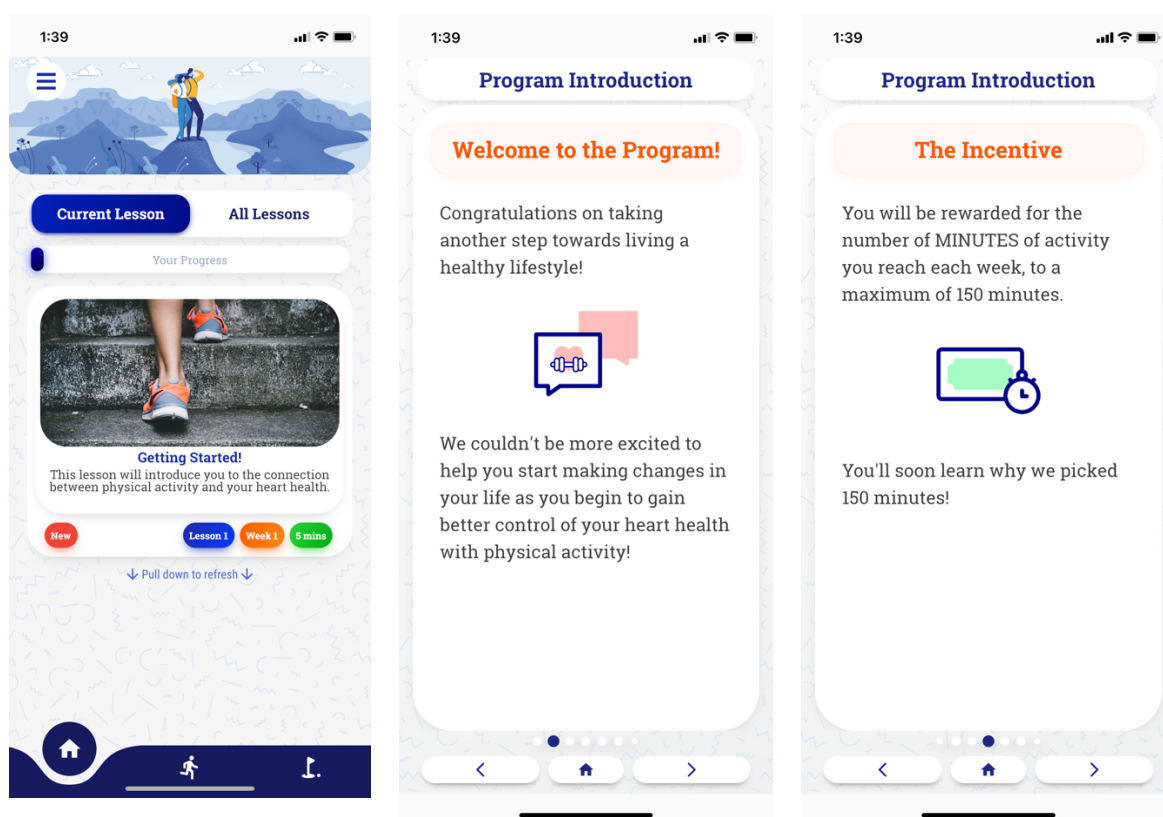 1:39
Current Lesson
All Lessons
Your Progress
Getting Started!
This lesson will introduce you to the connection
between physical activity and your heart health.
New
Lesson 1
Week 1
5 mins
Pull down to refresh
1:39
Program Introduction
Welcome to the Program!
Congratulations on taking
another step towards living a
healthy lifestyle!
We couldn't be more excited to
help you start making changes in
your life as you begin to gain
better control of your heart health
with physical activity!
1:39
Program Introduction
The Incentive
You will be rewarded for the
number of MINUTES of activity
you reach each week, to a
maximum of 150 minutes.
You'll soon learn why we picked
150 minutes!